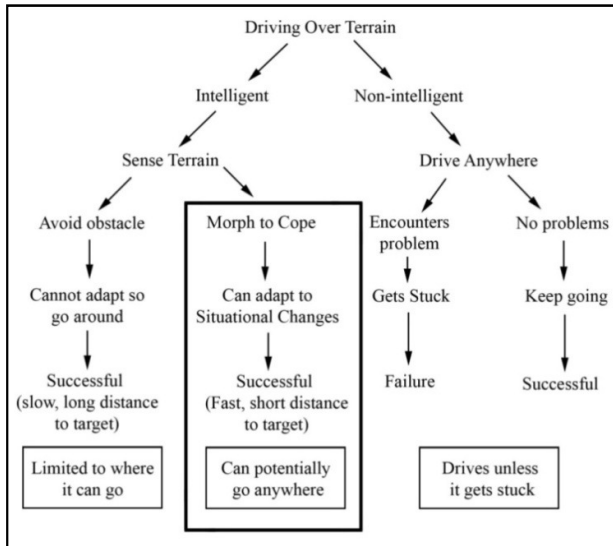 Driving Over Terrain
Intelligent
Non-intelligent
Sense Terrain
Drive Anywhere
Avoid obstacle
Morph to Cope
Encounters
problem
No problems
Cannot adapt so
go around
Can adapt to
Situational Changes
Gets Stuck
Keep going
Successful
(slow, long distance
to target)
Successful
(Fast, short distance
to target)
Failure
Successful
Limited to where
it can go
Can potentially
go anywhere
Drives unless
it gets stuck